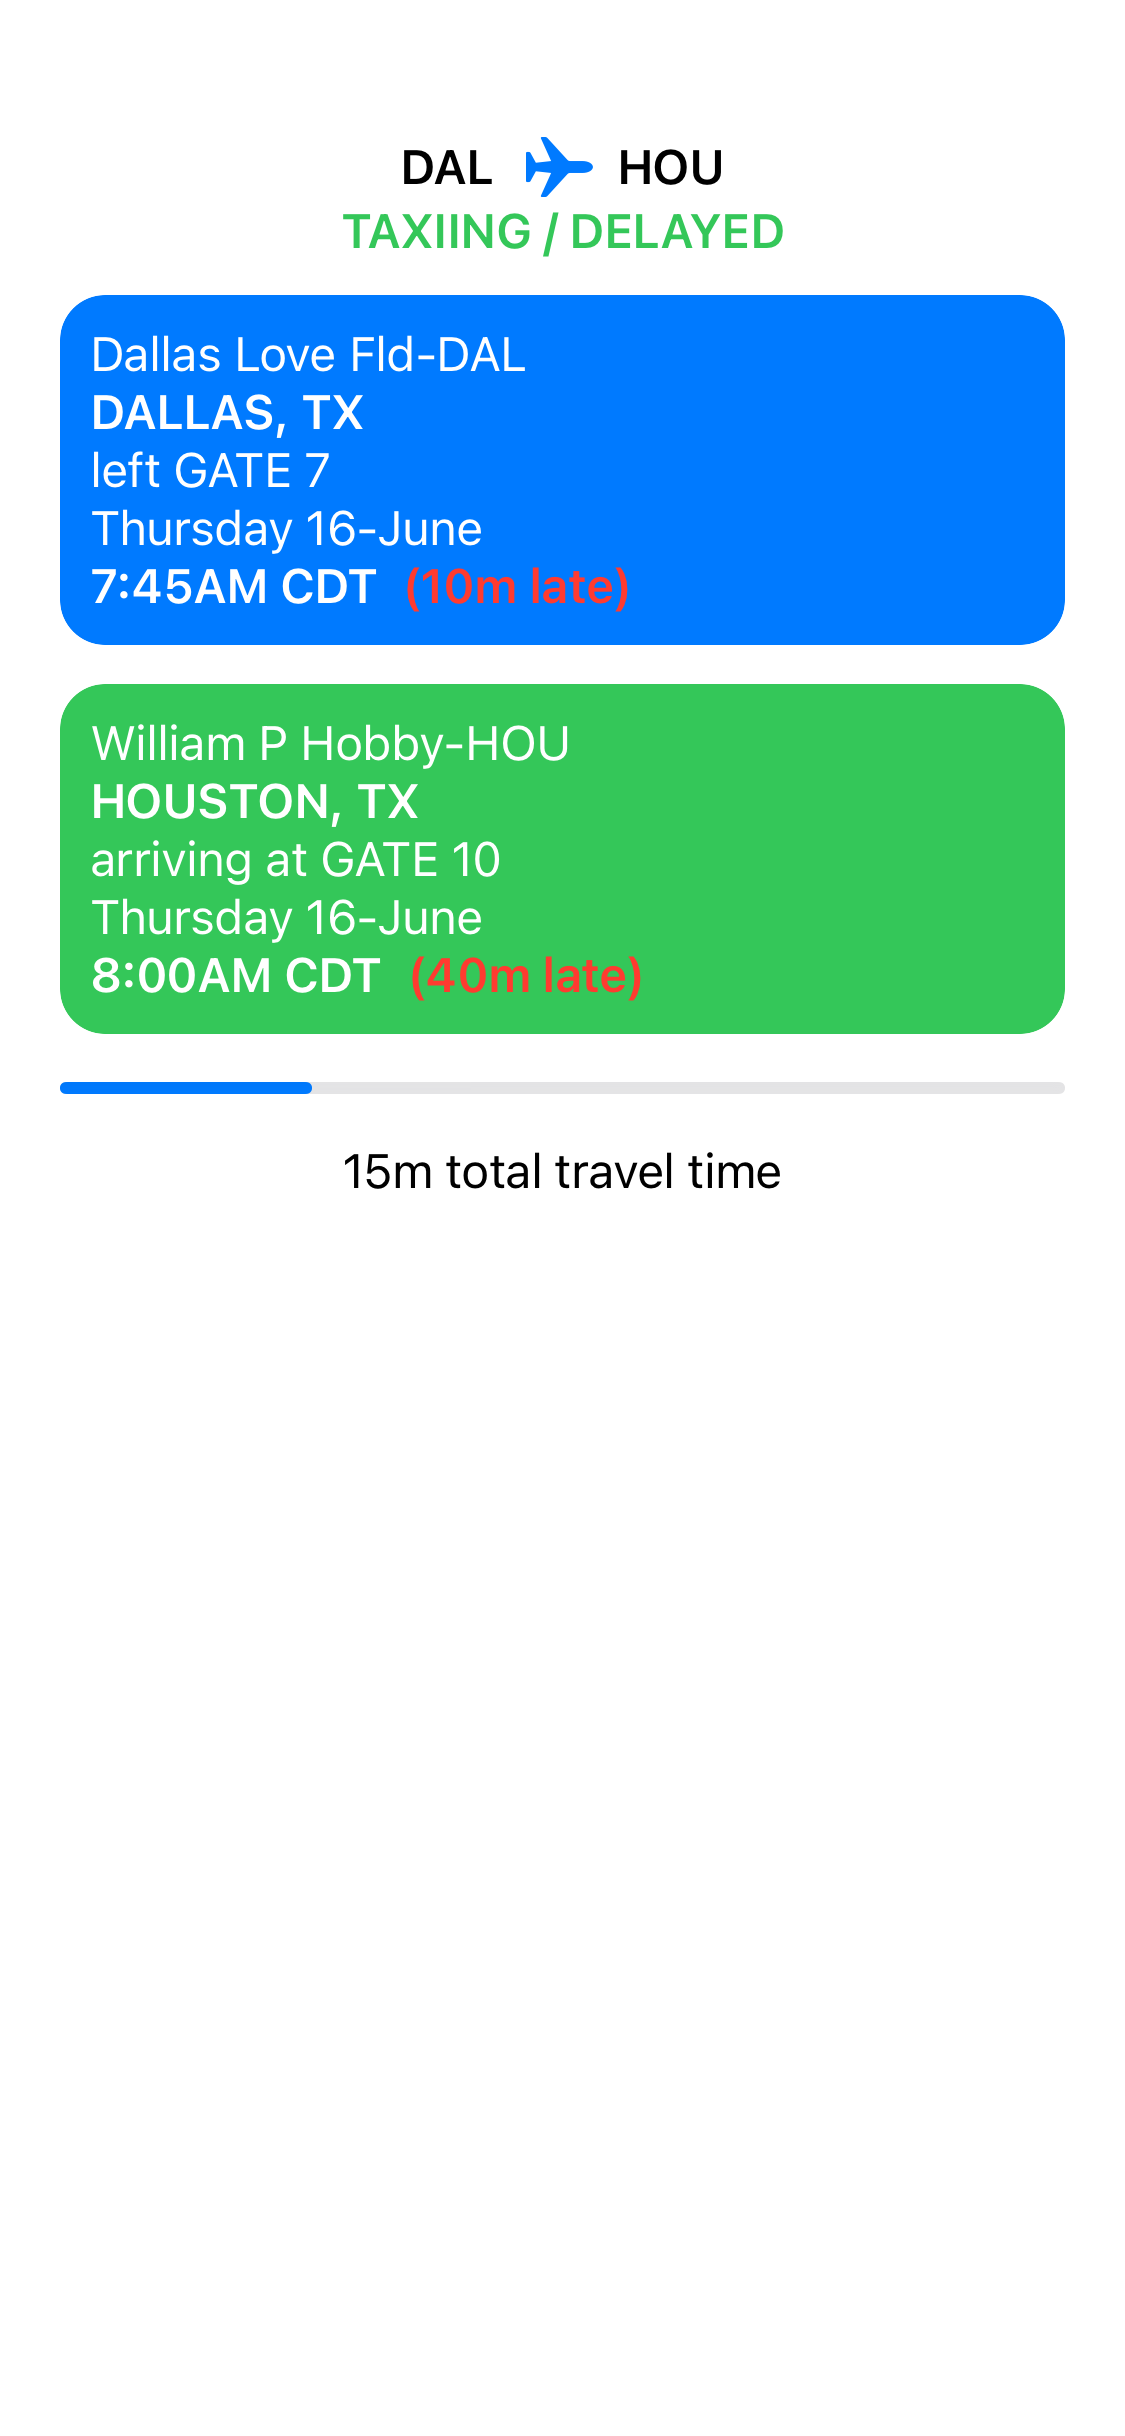 DAL HOU
TAXIING / DELAYED
Dallas Love Fld-DAL
DALLAS, TX
left GATE 7
Thursday 16-June
7:45AM CDT (10m late)
William P Hobby-HOU
HOUSTON, TX
arriving at GATE 10
Thursday 16-June
8:00AM CDT (40m late)
15m total travel time